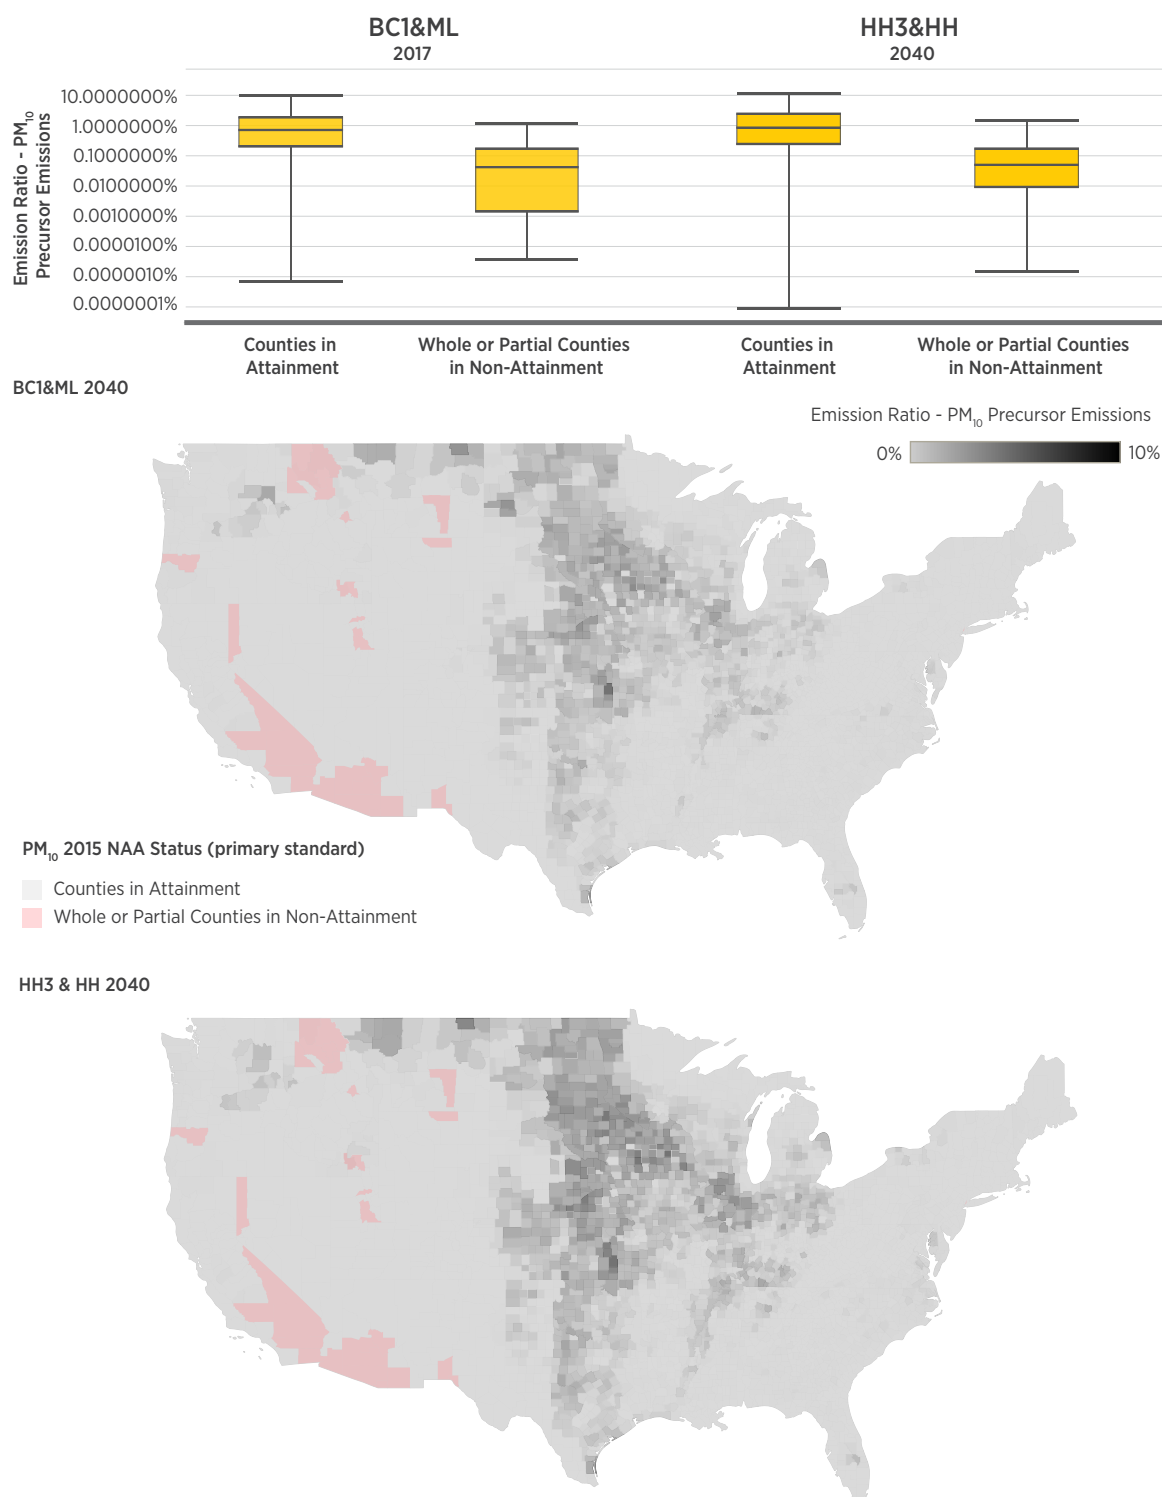 BC1&ML
2017
HH3&HH
2040
Emission Ratio - PM10
Precursor Emissions
10.0000000%
1.0000000%
0.1000000%
0.0100000%
0.0010000%
0.0000100%
0.0000010%
0.0000001%
Counties in
Attainment
Whole or Partial Counties
in Non-Attainment
Counties in
Attainment
Whole or Partial Counties
in Non-Attainment
BC1&ML 2040
Emission Ratio - PM10 Precursor Emissions
0%
10%
PM10 2015 NAA Status (primary standard)
Counties in Attainment
Whole or Partial Counties in Non-Attainment
HH3 & HH 2040